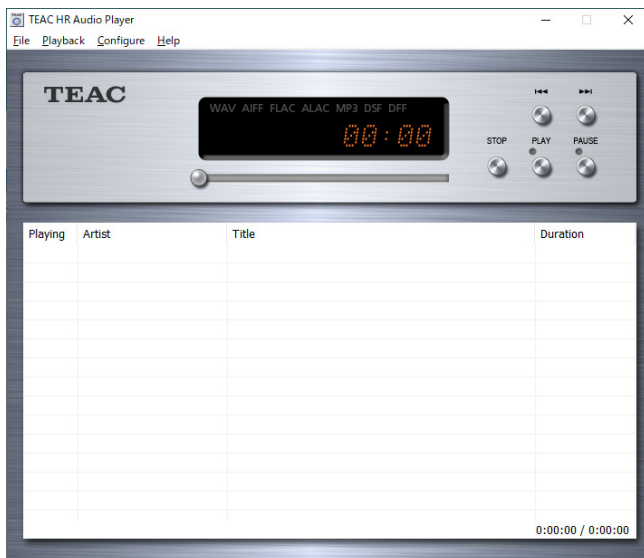 TEAC HR Audio Player
File Playback Configure Help
TEAC
WAV AIFF FLAC ALAC MP3 DSF DFF
00:00
STOP PLAY PAUSE
Playing Artist Title Duration
0:00:00 / 0:00:00